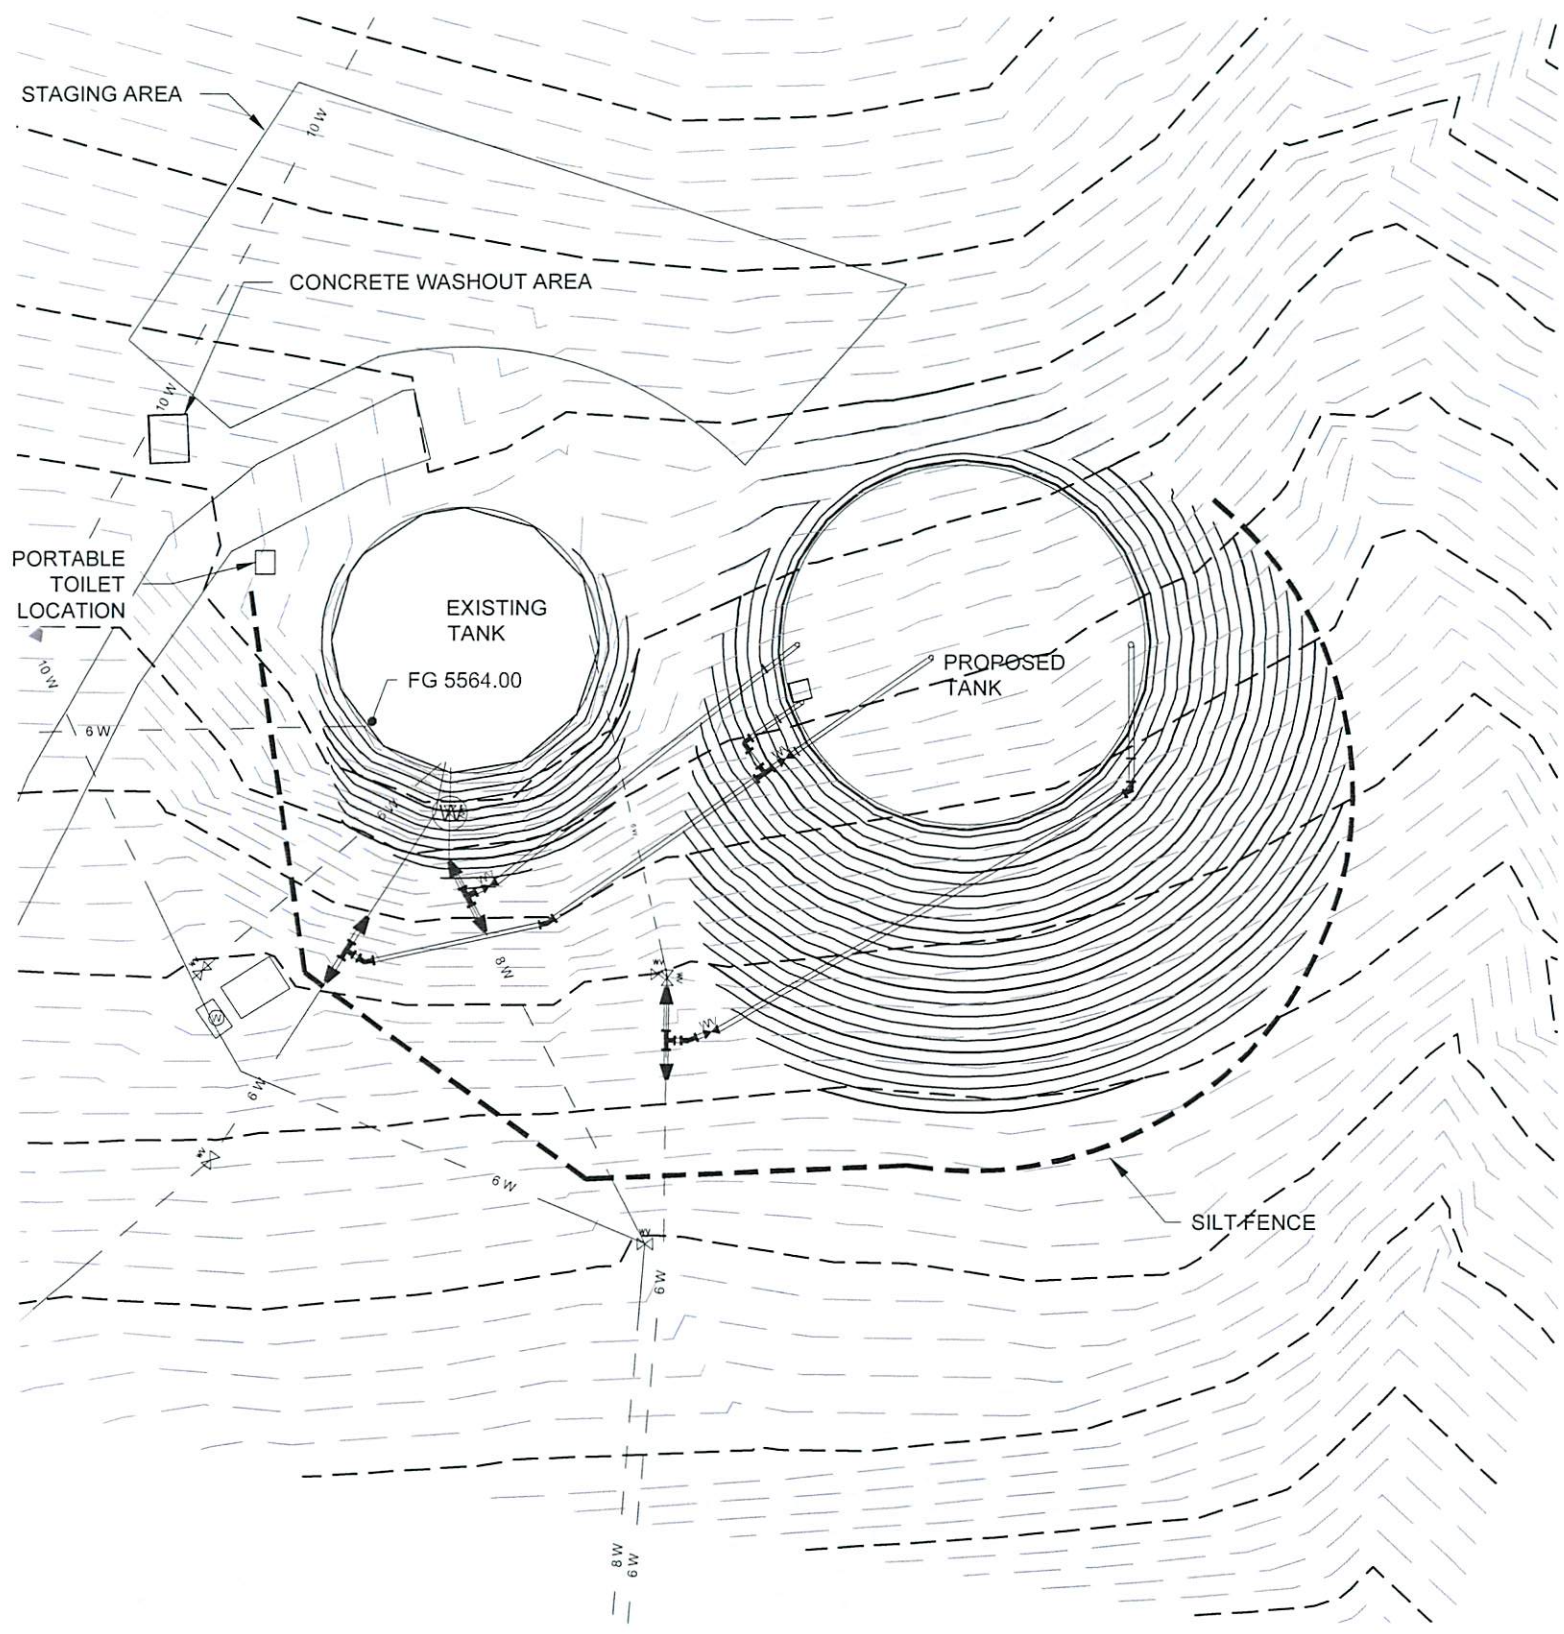 STAGING AREA
10 W
CONCRETE WASHOUT AREA
10 W
PORTABLE
TOILET
LOCATION
EXISTING
TANK
10 W
FG 5564.00
PROPOSED
TANK
6 W
8 W
6 W
6 W
SILT FENCE
6 W
8 W
6 W